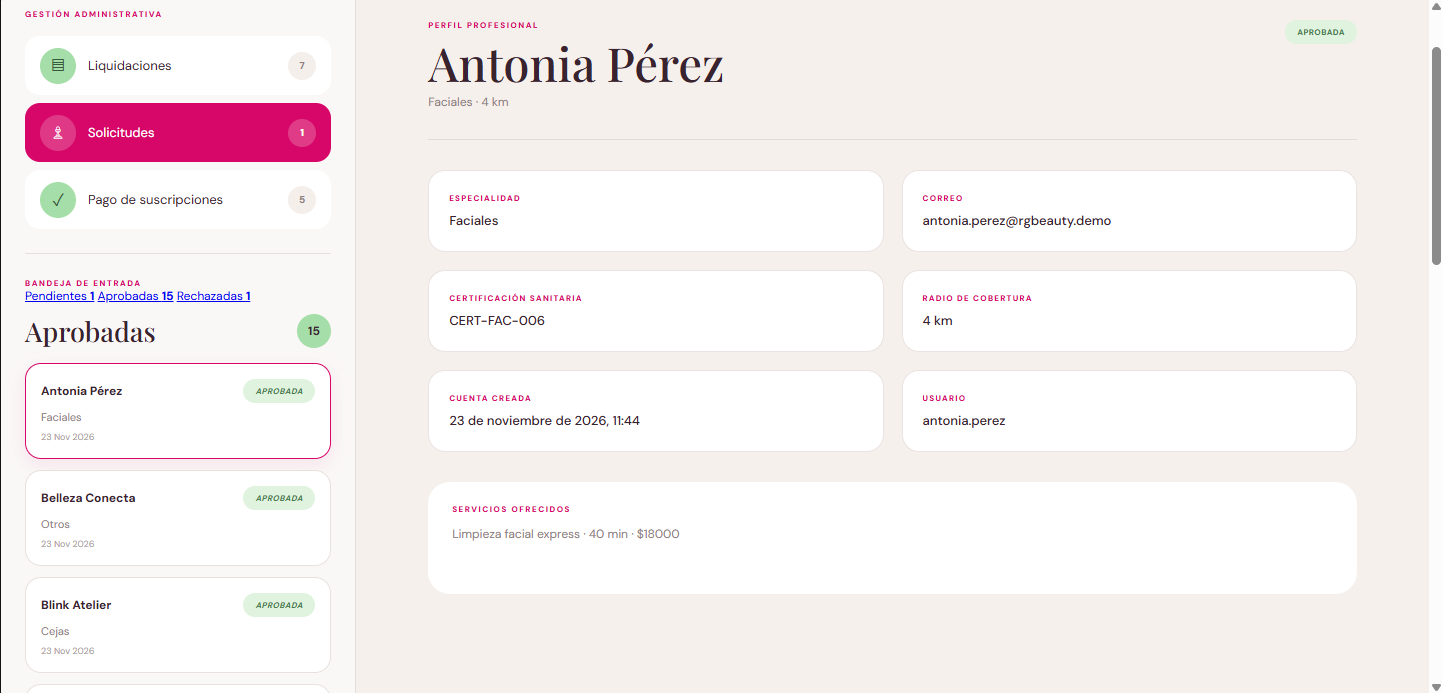 GESTIÓN ADMINISTRATIVA
Liquidaciones 7
Solicitudes 1
Pago de suscripciones 5
BANDEJA DE ENTRADA
Pendientes 1 Aprobadas 15 Rechazadas 1
Aprobadas 15
Antonia Pérez APROBADA
Faciales
23 Nov 2026
Belleza Conecta APROBADA
Otros
23 Nov 2026
Blink Atelier APROBADA
Cejas
23 Nov 2026
PERFIL PROFESIONAL
APROBADA
Antonia Pérez
Faciales · 4 km
ESPECIALIDAD
Faciales
CORREO
antonia.perez@rgbeauty.demo
CERTIFICACIÓN SANITARIA
CERT-FAC-006
RADIO DE COBERTURA
4 km
CUENTA CREADA
23 de noviembre de 2026, 11:44
USUARIO
antonia.perez
SERVICIOS OFRECIDOS
Limpieza facial express · 40 min · $18000